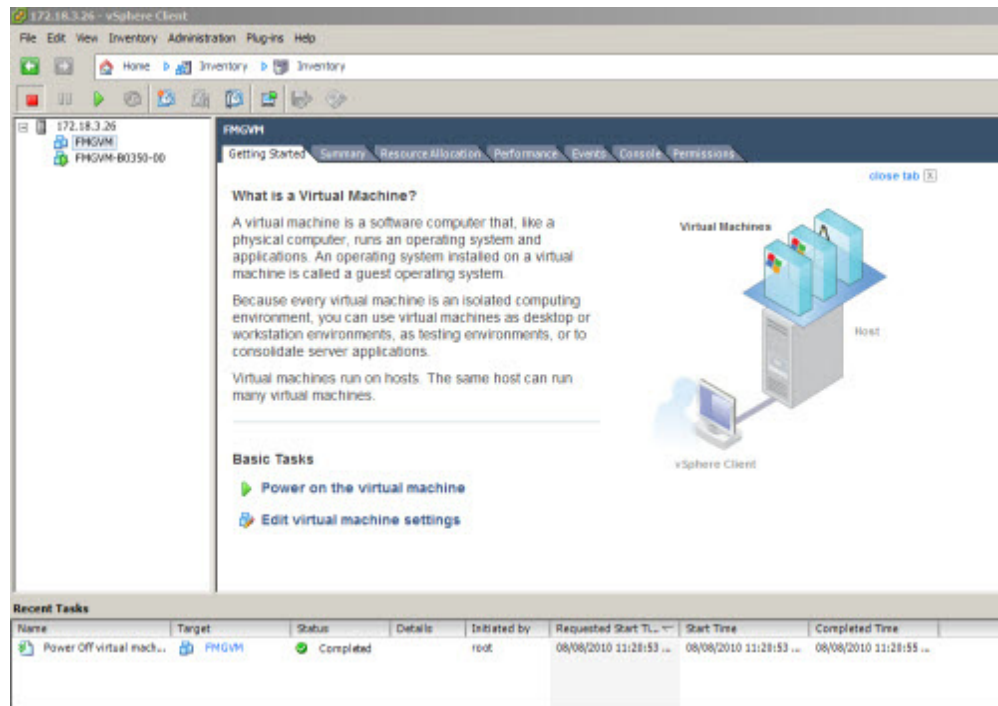 172.18.3.26 - vSphere Client
File Edit View Inventory Administration Plug-ins Help
Home Inventory Inventory
172.18.3.26
FMGVM
FMGVM-B0350-00
FMGVM
Getting Started Summary Resource Allocation Performance Events Console Permissions
close tab
What is a Virtual Machine?
A virtual machine is a software computer that, like a
physical computer, runs an operating system and
applications. An operating system installed on a virtual
machine is called a guest operating system.
Because every virtual machine is an isolated computing
environment, you can use virtual machines as desktop or
workstation environments, as testing environments, or to
consolidate server applications.
Virtual machines run on hosts. The same host can run
many virtual machines.
Virtual Machines
Host
vSphere Client
Basic Tasks
Power on the virtual machine
Edit virtual machine settings
Recent Tasks
Name Target Status Details Initiated by Requested Start Ti... Start Time Completed Time
Power Off virtual mach... FMGVM Completed root 08/08/2010 11:28:53 ... 08/08/2010 11:28:53 ... 08/08/2010 11:28:55 ...